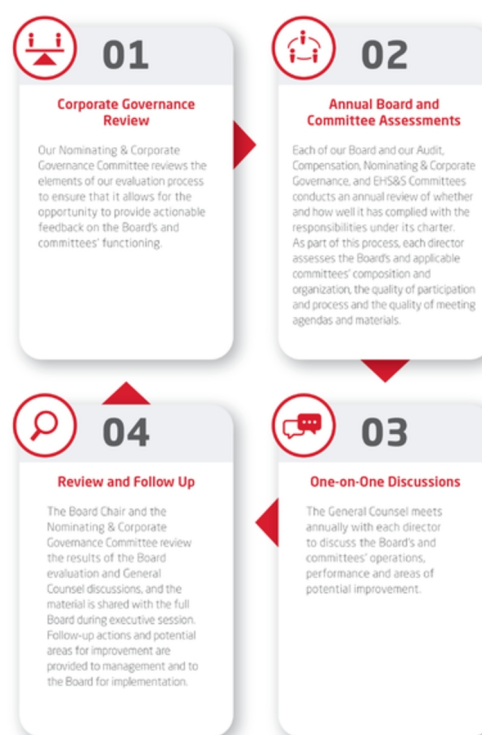 01
Corporate Governance
Review
Our Nominating & Corporate
Governance Committee reviews the
elements of our evaluation process
to ensure that it allows for the
opportunity to provide actionable
feedback on the Board's and
committees' functioning.
02
Annual Board and
Committee Assessments
Each of our Board and our Audit,
Compensation, Nominating & Corporate
Governance, and EHS&S Committees
conducts an annual review of whether
and how well it has complied with the
responsibilities under its charter.
As part of this process, each director
assesses the Board's and applicable
committees' composition and
organization, the quality of participation
and process and the quality of meeting
agendas and materials.
03
One-on-One Discussions
The General Counsel meets
annually with each director
to discuss the Board's and
committees' operations,
performance and areas of
potential improvement.
04
Review and Follow Up
The Board Chair and the
Nominating & Corporate
Governance Committee review
the results of the Board
evaluation and General
Counsel discussions, and the
material is shared with the full
Board during executive session.
Follow-up actions and potential
areas for improvement are
provided to management and to
the Board for implementation.